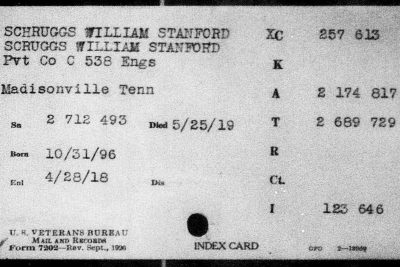 SCHRUGGS WILLIAM STANFORD XC 257 613
SCRUGGS WILLIAM STANFORD
Pvt Co C 538 Engs K
Madisonville Tenn A 2 174 817
Sn 2 712 493 Died 5/25/19 T 2 689 729
Born 10/31/96 R
Enl 4/28/18 Dis Ct.
I 123 646
U. S. VETERANS BUREAU
MAIL AND RECORDS
Form 7202—Rev. Sept., 1926 INDEX CARD GPO